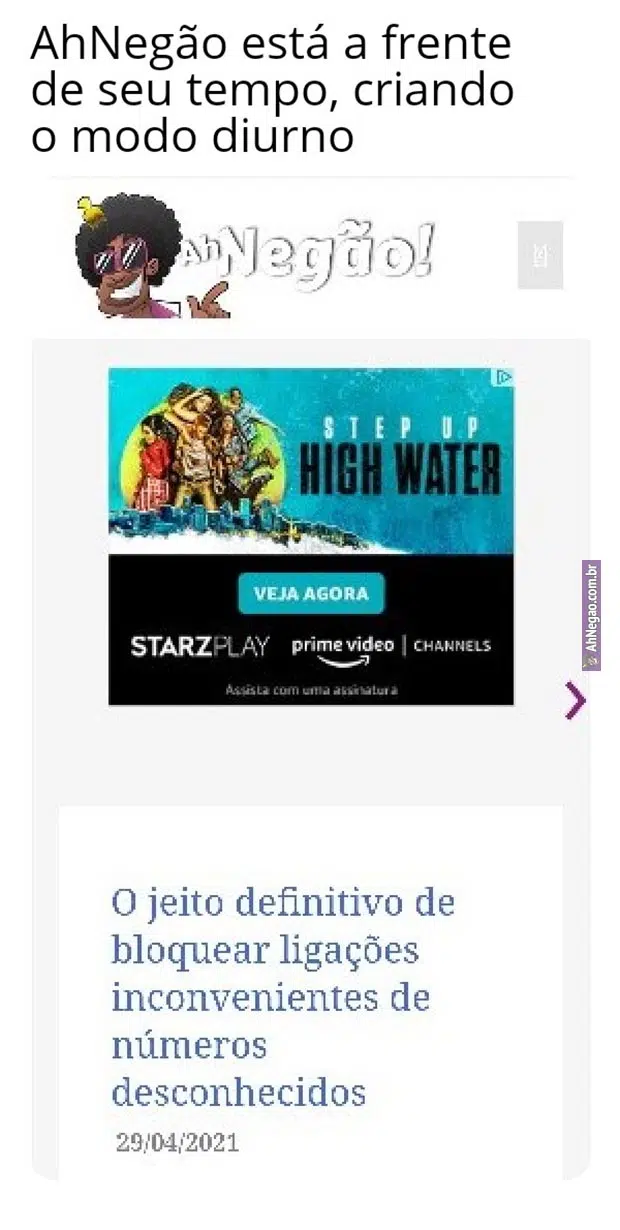 AhNegão está a frente
de seu tempo, criando
o modo diurno
AhNegão!
STEP UP
HIGH WATER
VEJA AGORA
STARZPLAY prime video | CHANNELS
Assista com uma assinatura
AhNegao.com.br
O jeito definitivo de
bloquear ligações
inconvenientes de
números
desconhecidos
29/04/2021